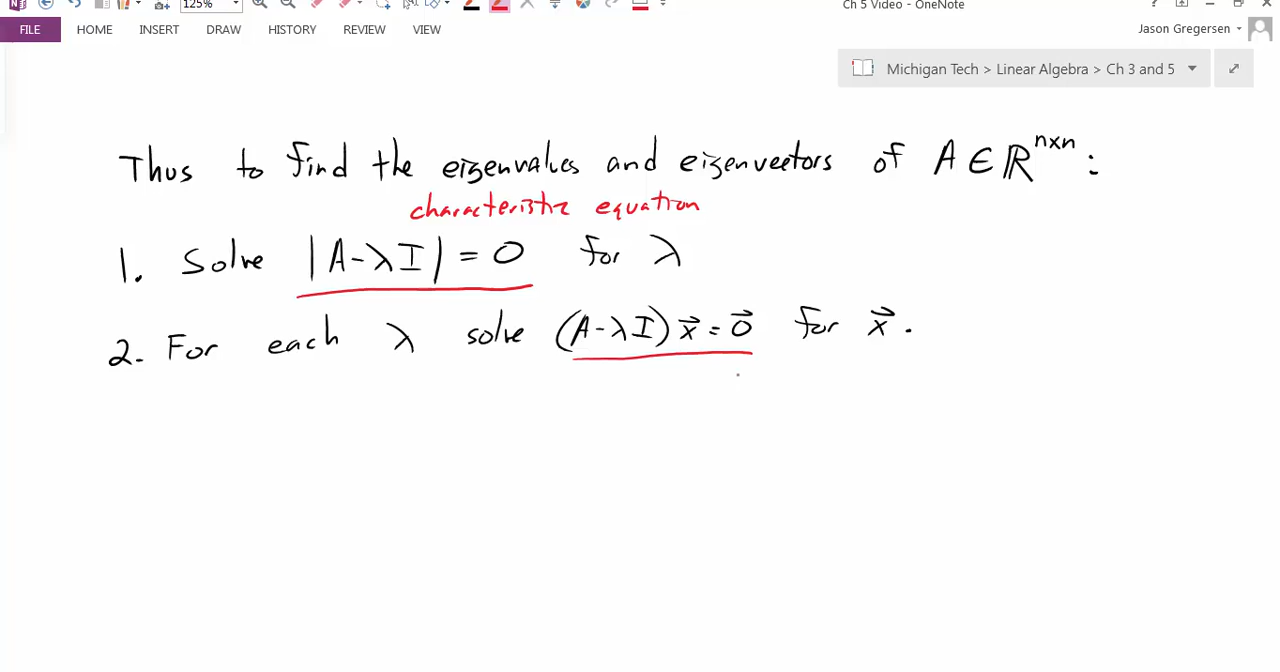 125%
Ch 5 Video - OneNote
FILE HOME INSERT DRAW HISTORY REVIEW VIEW
Jason Gregersen
Michigan Tech > Linear Algebra > Ch 3 and 5
Thus to find the eigenvalues and eigenvectors of A ∈ ℝⁿˣⁿ :
characteristic equation
1. Solve |A-λI| = 0 for λ
2. For each λ solve (A-λI)x⃗ = 0⃗ for x⃗.